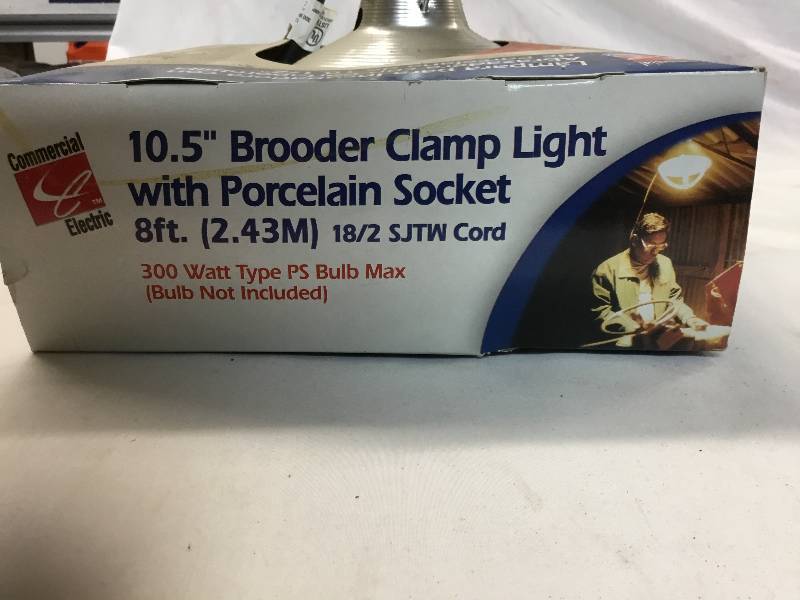 Commercial
Electric
TM
10.5" Brooder Clamp Light
with Porcelain Socket
8ft. (2.43M) 18/2 SJTW Cord
300 Watt Type PS Bulb Max
(Bulb Not Included)